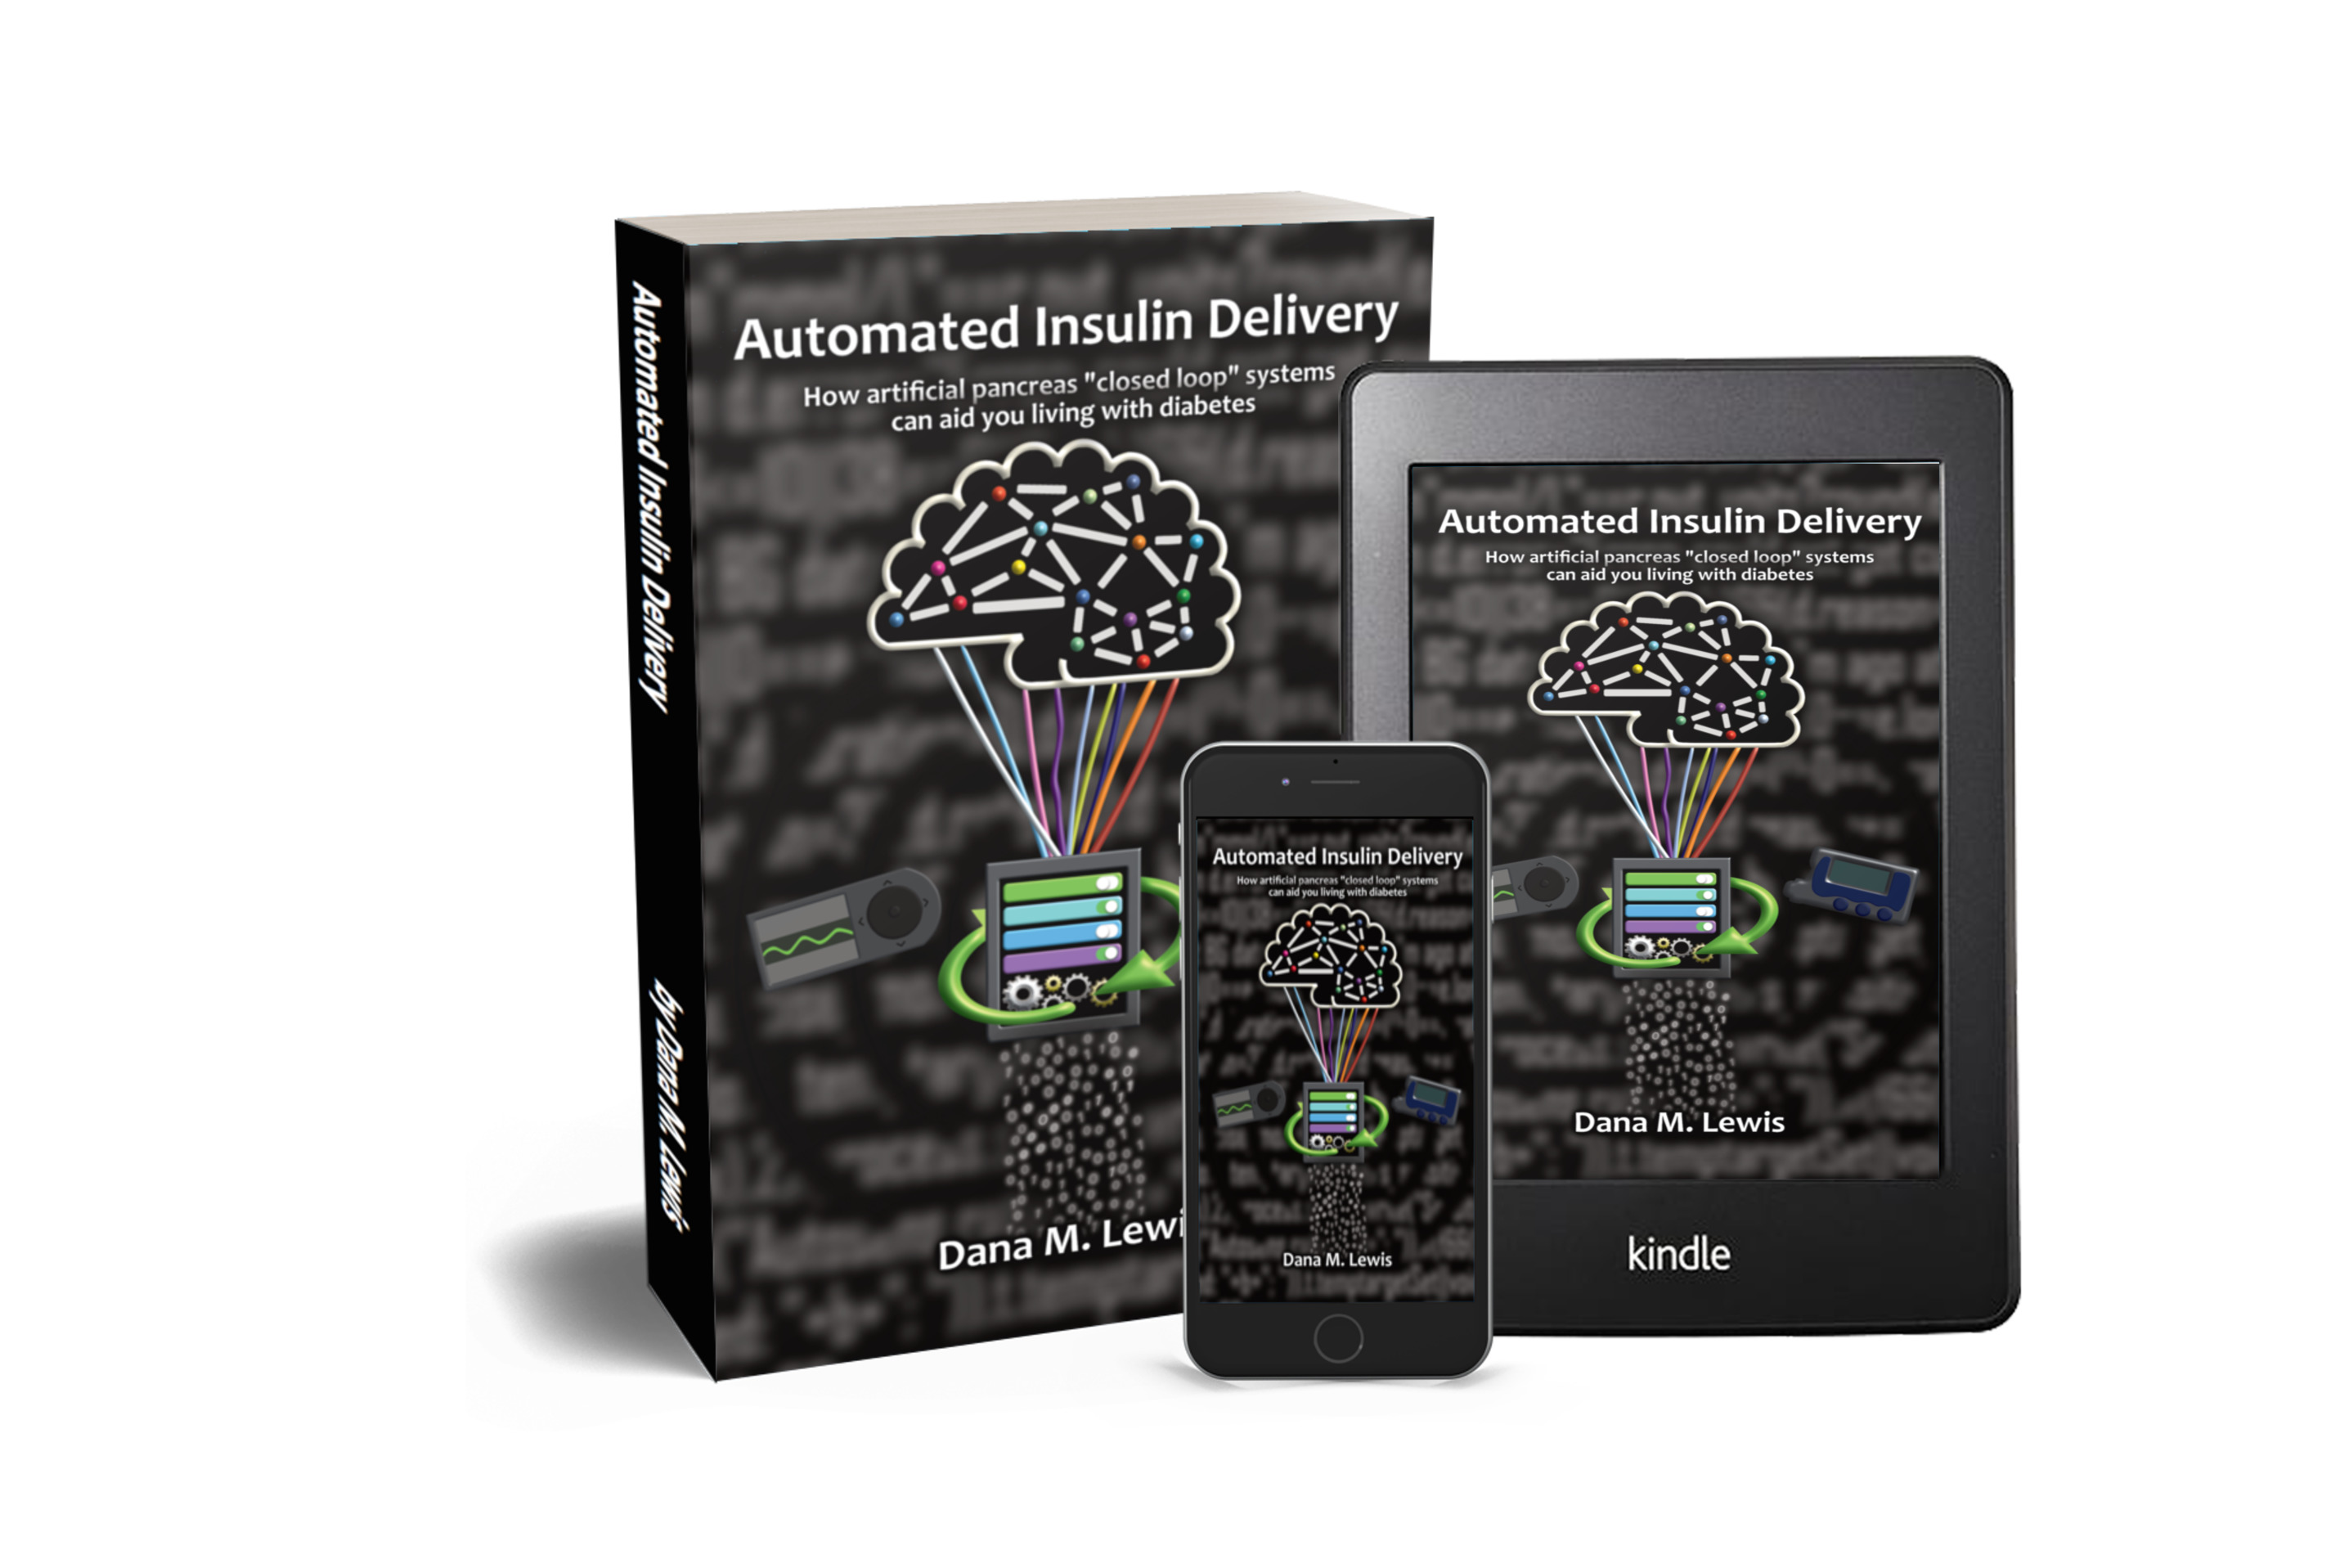 Automated Insulin Delivery
by Dana M. Lewis
Automated Insulin Delivery
How artificial pancreas "closed loop" systems
can aid you living with diabetes
Dana M. Lewi
Automated Insulin Delivery
How artificial pancreas "closed loop" systems
can aid you living with diabetes
Dana M. Lewis
Automated Insulin Delivery
How artificial pancreas "closed loop" systems
can aid you living with diabetes
Dana M. Lewis
kindle